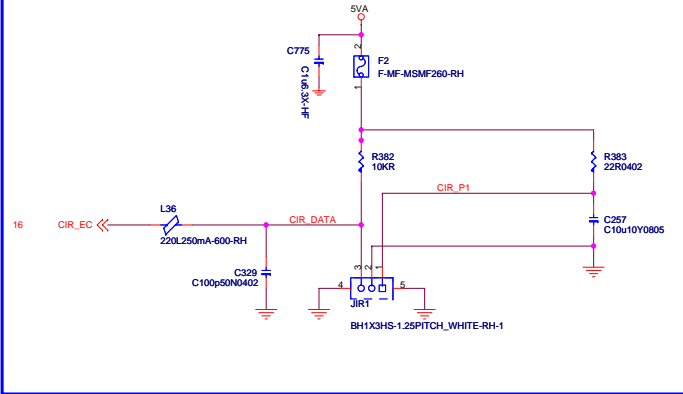 5VA
C775
C1u6.3X-HF
2
F2
F-MF-MSMF260-RH
1
R382
10KR
R383
22R0402
CIR_P1
L36
16
CIR_EC
CIR_DATA
C257
C10u10Y0805
220L250mA-600-RH
C329
C100p50N0402
3
2
1
4
5
JIR1
BH1X3HS-1.25PITCH_WHITE-RH-1